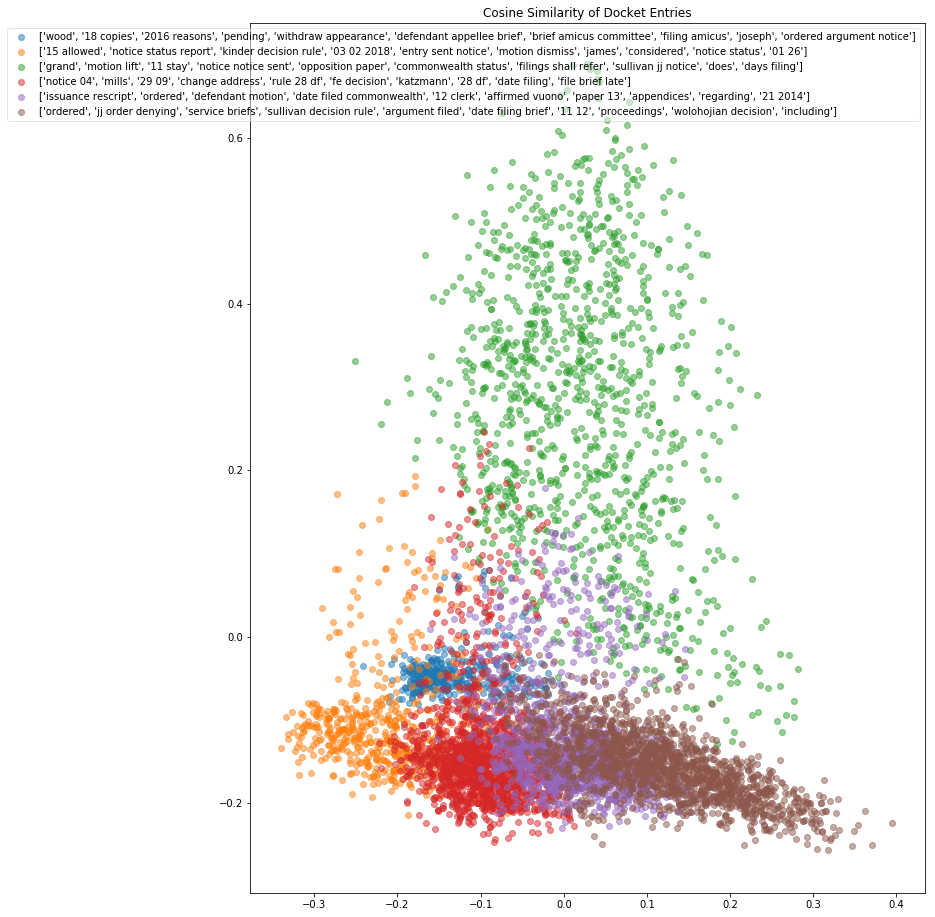 Cosine Similarity of Docket Entries
['wood', '18 copies', '2016 reasons', 'pending', 'withdraw appearance', 'defendant appellee brief', 'brief amicus committee', 'filing amicus', 'joseph', 'ordered argument notice']
['15 allowed', 'notice status report', 'kinder decision rule', '03 02 2018', 'entry sent notice', 'motion dismiss', 'james', 'considered', 'notice status', '01 26']
['grand', 'motion lift', '11 stay', 'notice notice sent', 'opposition paper', 'commonwealth status', 'filings shall refer', 'sullivan jj notice', 'does', 'days filing']
['notice 04', 'mills', '29 09', 'change address', 'rule 28 df', 'fe decision', 'katzmann', '28 df', 'date filing', 'file brief late']
['issuance rescript', 'ordered', 'defendant motion', 'date filed commonwealth', '12 clerk', 'affirmed vuono', 'paper 13', 'appendices', 'regarding', '21 2014']
['ordered', 'jj order denying', 'service briefs', 'sullivan decision rule', 'argument filed', 'date filing brief', '11 12', 'proceedings', 'wolohojian decision', 'including']
0.6
0.4
0.2
0.0
−0.2
−0.3 −0.2 −0.1 0.0 0.1 0.2 0.3 0.4